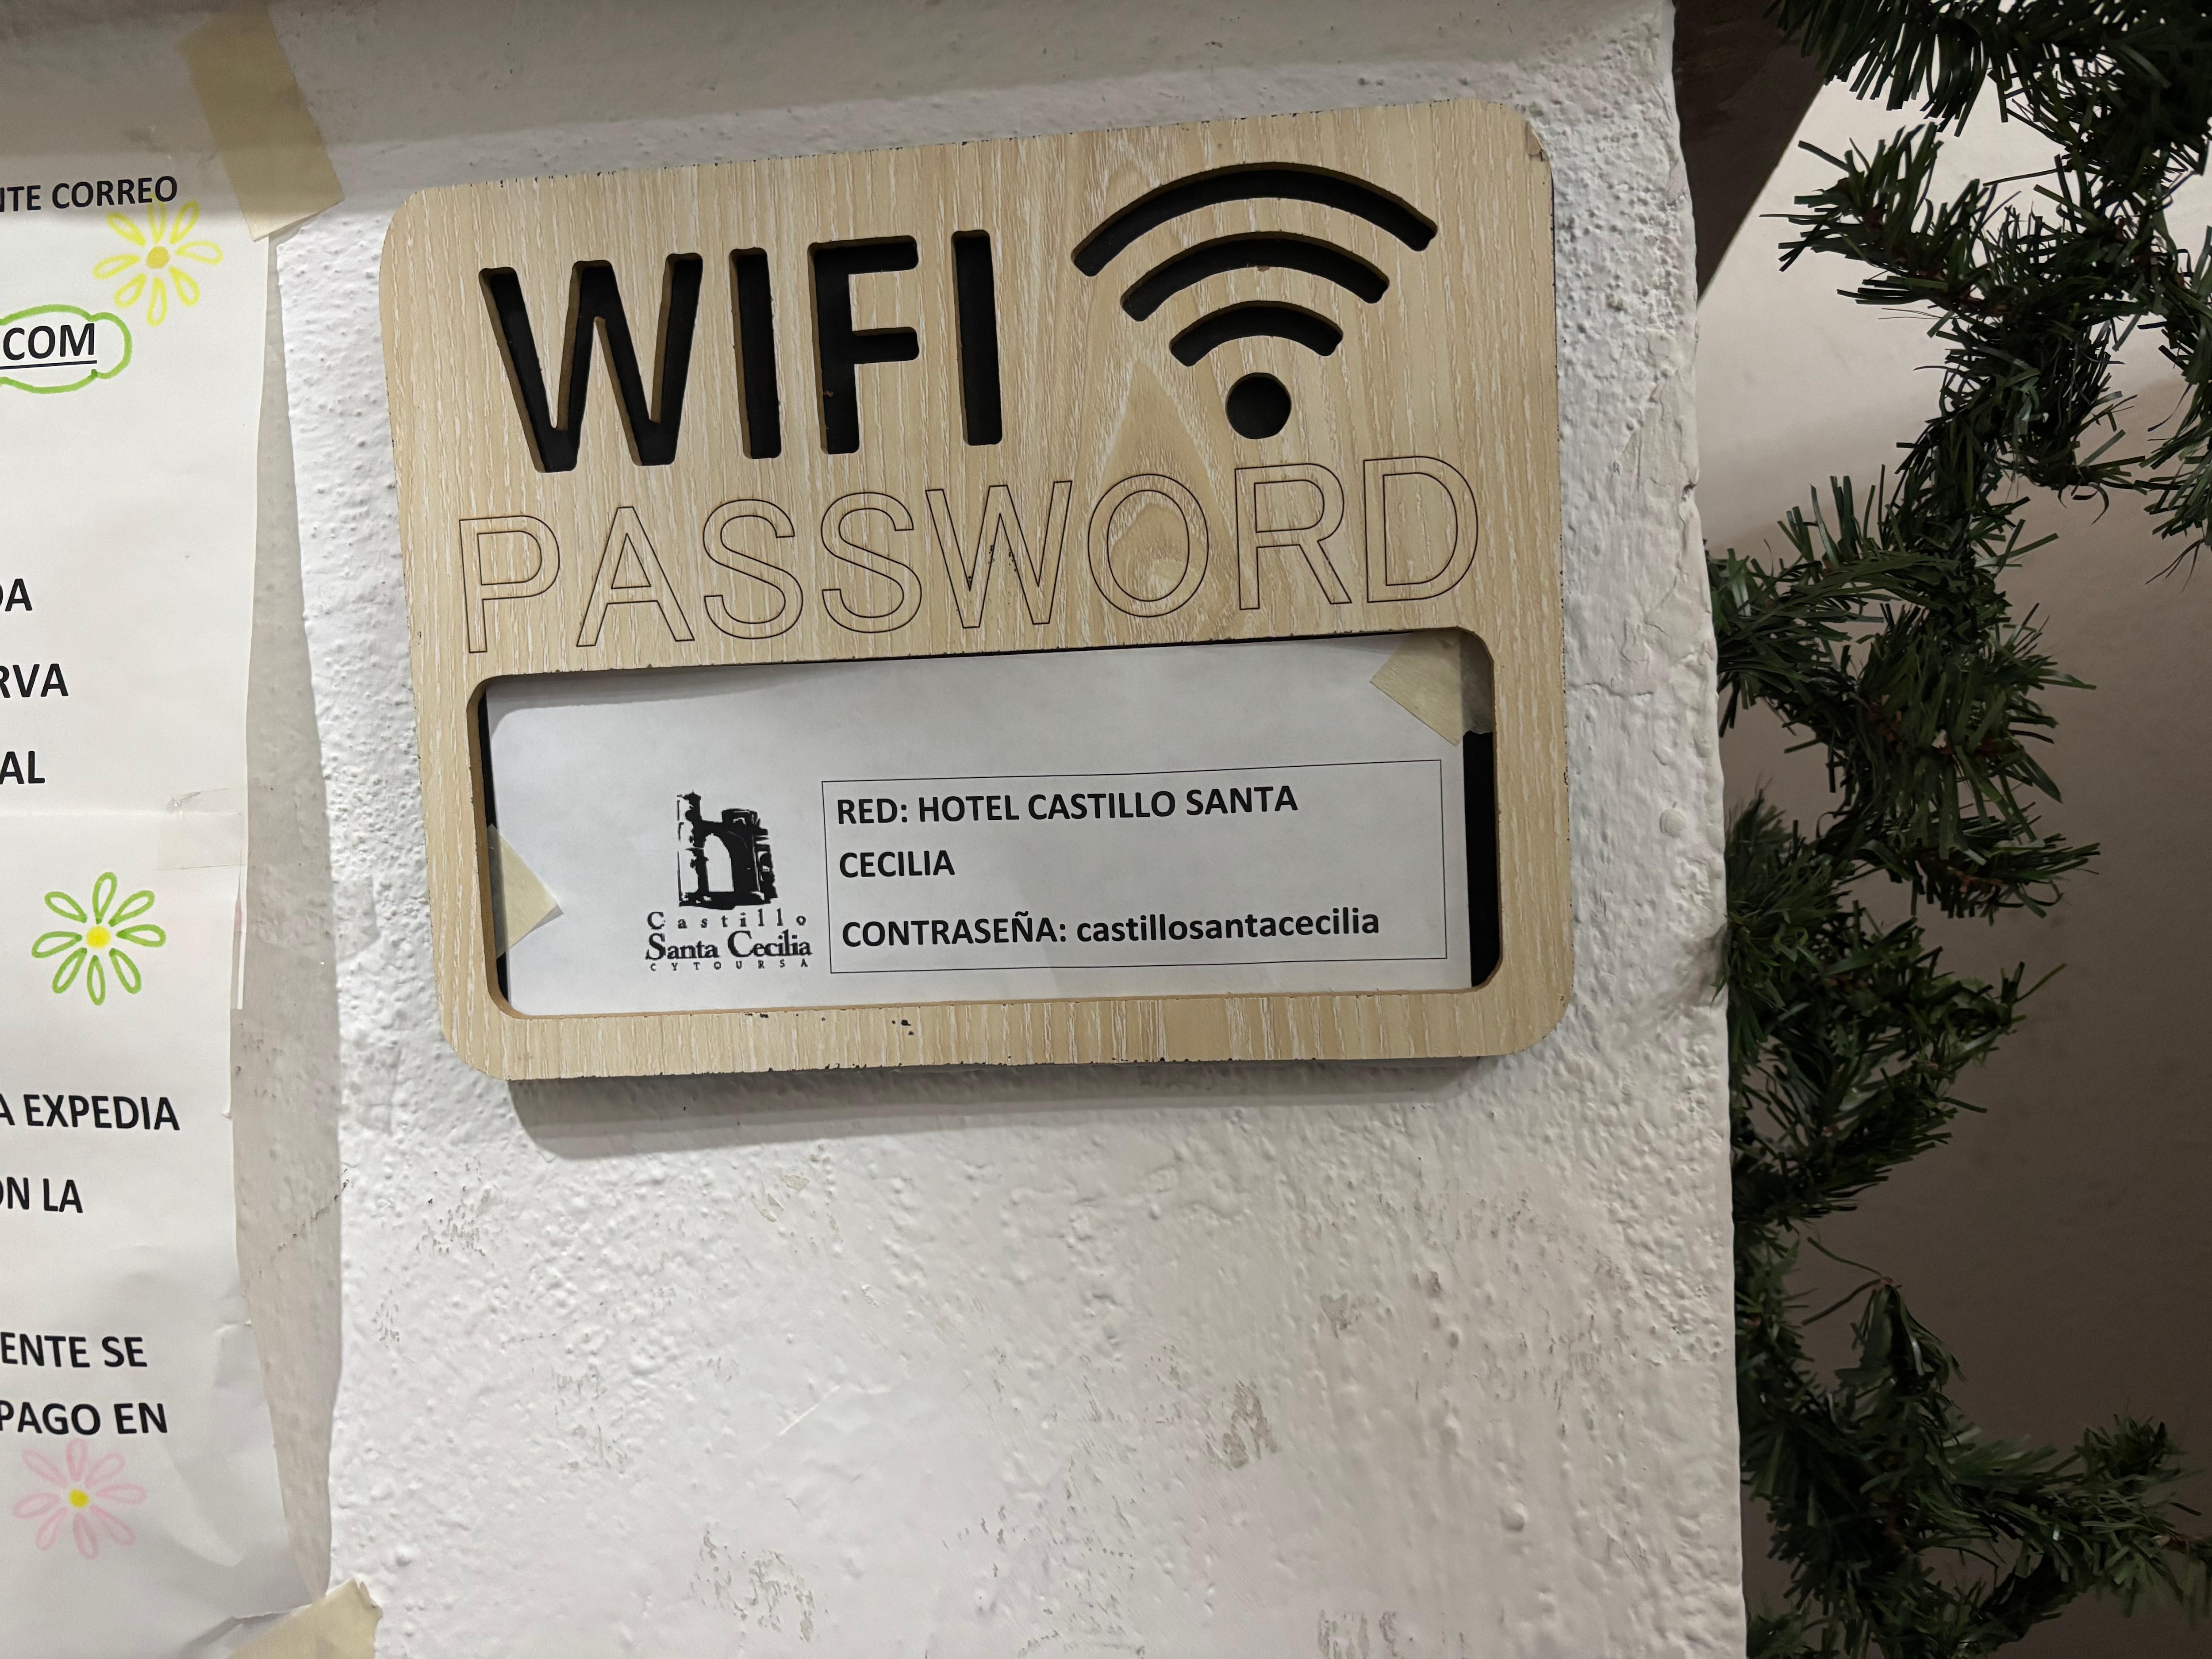 NTE CORREO
COM
DA
RVA
AL
A EXPEDIA
ON LA
ENTE SE
PAGO EN
WIFI
PASSWORD
Castillo
Santa Cecilia
CYTOURSA
RED: HOTEL CASTILLO SANTA
CECILIA
CONTRASEÑA: castillosantacecilia